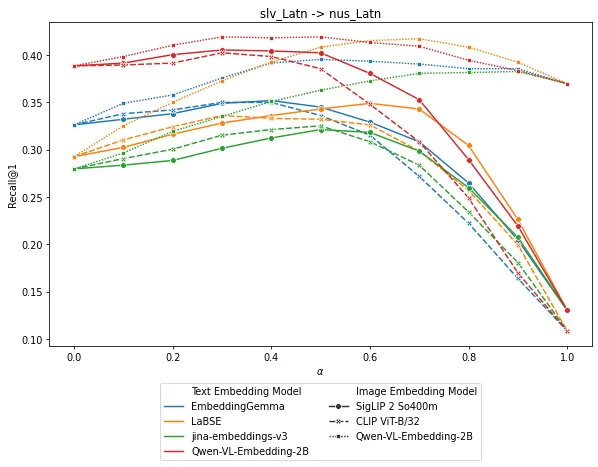 slv_Latn -> nus_Latn
Recall@1
0.40
0.35
0.30
0.25
0.20
0.15
0.10
0.0
0.2
0.4
0.6
0.8
1.0
α
Text Embedding Model
EmbeddingGemma
LaBSE
jina-embeddings-v3
Qwen-VL-Embedding-2B
Image Embedding Model
SigLIP 2 So400m
CLIP ViT-B/32
Qwen-VL-Embedding-2B